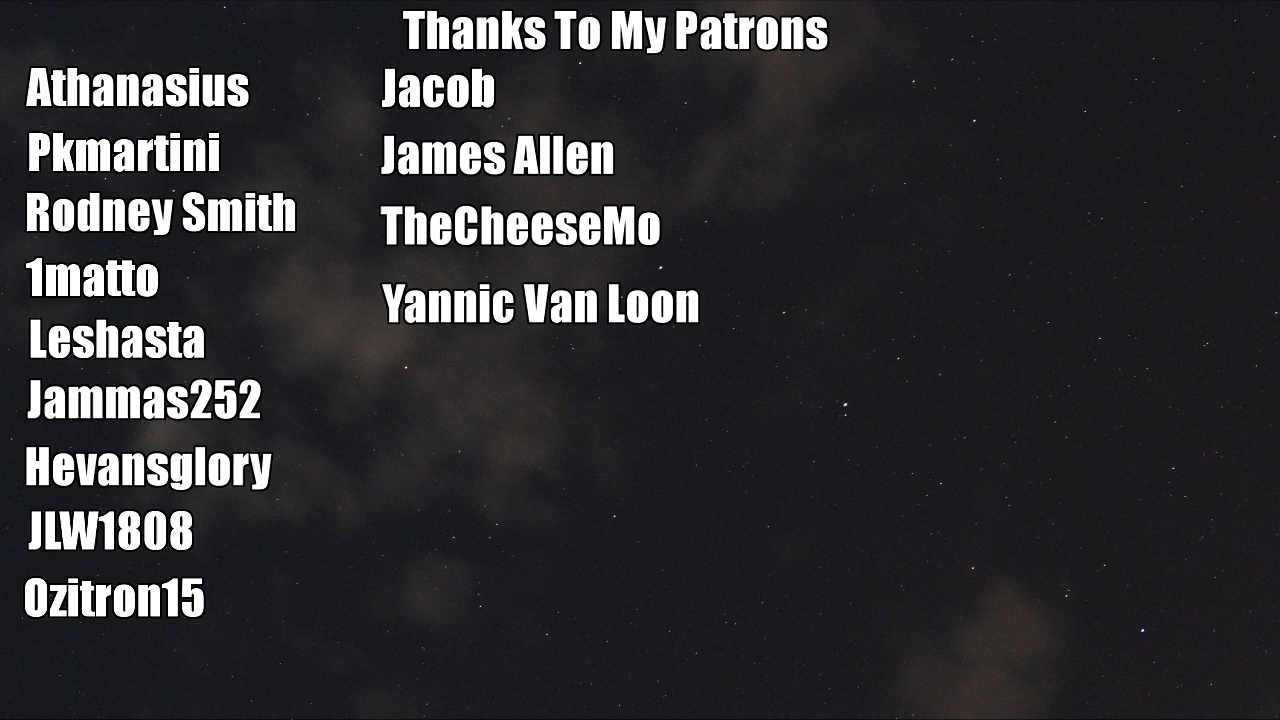 Thanks To My Patrons
Athanasius
Pkmartini
Rodney Smith
1matto
Leshasta
Jammas252
Hevansglory
JLW1808
Ozitron15
Jacob
James Allen
TheCheeseMo
Yannic Van Loon